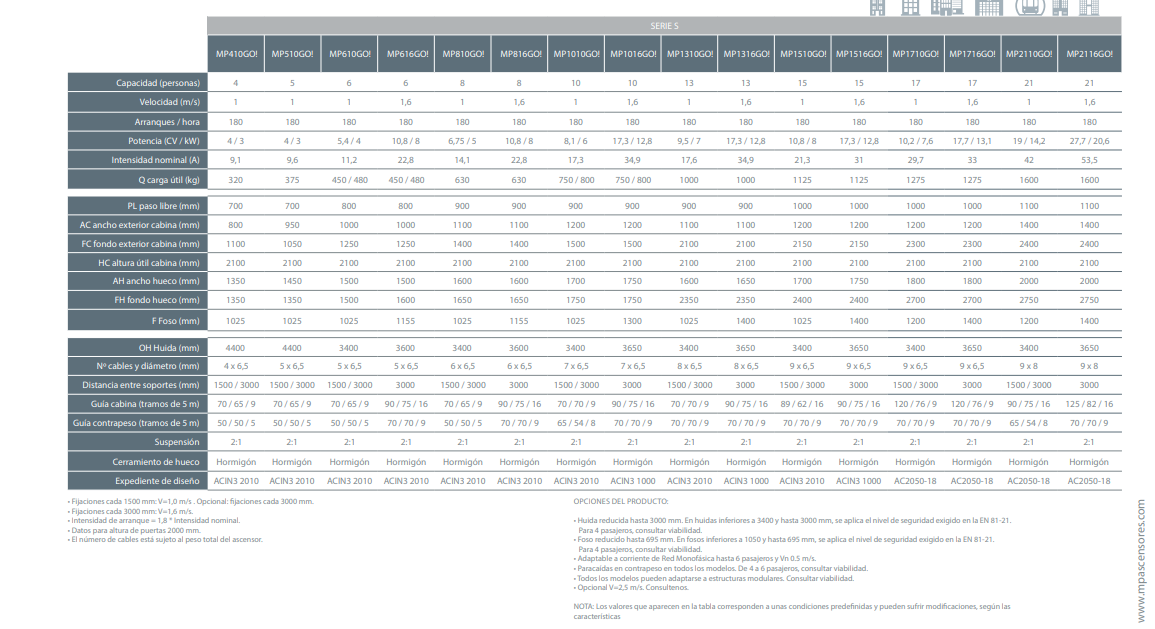 SERIE S
MP410GO! MP510GO! MP610GO! MP616GO! MP810GO! MP816GO! MP1010GO! MP1016GO! MP1310GO! MP1316GO! MP1510GO! MP1516GO! MP1710GO! MP1716GO! MP2110GO! MP2116GO!
Capacidad (personas) 4 5 6 6 8 8 10 10 13 13 15 15 17 17 21 21
Velocidad (m/s) 1 1 1 1,6 1 1,6 1 1,6 1 1,6 1 1,6 1 1,6 1 1,6
Arranques / hora 180 180 180 180 180 180 180 180 180 180 180 180 180 180 180 180
Potencia (CV / kW) 4 / 3 4 / 3 5,4 / 4 10,8 / 8 6,75 / 5 10,8 / 8 8,1 / 6 17,3 / 12,8 9,5 / 7 17,3 / 12,8 10,8 / 8 17,3 / 12,8 10,2 / 7,6 17,7 / 13,1 19 / 14,2 27,7 / 20,6
Intensidad nominal (A) 9,1 9,6 11,2 22,8 14,1 22,8 17,3 34,9 17,6 34,9 21,3 31 29,7 33 42 53,5
Q carga útil (kg) 320 375 450 / 480 450 / 480 630 630 750 / 800 750 / 800 1000 1000 1125 1125 1275 1275 1600 1600
PL paso libre (mm) 700 700 800 800 900 900 900 900 900 900 1000 1000 1000 1000 1100 1100
AC ancho exterior cabina (mm) 800 950 1000 1000 1100 1100 1200 1200 1100 1100 1200 1200 1200 1200 1400 1400
FC fondo exterior cabina (mm) 1100 1050 1250 1250 1400 1400 1500 1500 2100 2100 2150 2150 2300 2300 2400 2400
HC altura útil cabina (mm) 2100 2100 2100 2100 2100 2100 2100 2100 2100 2100 2100 2100 2100 2100 2100 2100
AH ancho hueco (mm) 1350 1450 1500 1500 1600 1600 1700 1750 1600 1650 1700 1750 1800 1800 2000 2000
FH fondo hueco (mm) 1350 1350 1500 1600 1650 1650 1750 1750 2350 2350 2400 2400 2700 2700 2750 2750
F Foso (mm) 1025 1025 1025 1155 1025 1155 1025 1300 1025 1400 1025 1400 1200 1400 1200 1400
OH Huida (mm) 4400 4400 3400 3600 3400 3600 3400 3650 3400 3650 3400 3650 3400 3650 3400 3650
Nº cables y diámetro (mm) 4 x 6,5 5 x 6,5 5 x 6,5 5 x 6,5 6 x 6,5 6 x 6,5 7 x 6,5 7 x 6,5 8 x 6,5 8 x 6,5 9 x 6,5 9 x 6,5 9 x 6,5 9 x 6,5 9 x 8 9 x 8
Distancia entre soportes (mm) 1500 / 3000 1500 / 3000 1500 / 3000 3000 1500 / 3000 3000 1500 / 3000 3000 1500 / 3000 3000 1500 / 3000 3000 1500 / 3000 3000 1500 / 3000 3000
Guía cabina (tramos de 5 m) 70 / 65 / 9 70 / 65 / 9 70 / 65 / 9 90 / 75 / 16 70 / 65 / 9 90 / 75 / 16 70 / 70 / 9 90 / 75 / 16 70 / 70 / 9 90 / 75 / 16 89 / 62 / 16 90 / 75 / 16 120 / 76 / 9 120 / 76 / 9 90 / 75 / 16 125 / 82 / 16
Guía contrapeso (tramos de 5 m) 50 / 50 / 5 50 / 50 / 5 50 / 50 / 5 70 / 70 / 9 50 / 50 / 5 70 / 70 / 9 65 / 54 / 8 70 / 70 / 9 70 / 70 / 9 70 / 70 / 9 70 / 70 / 9 70 / 70 / 9 70 / 70 / 9 70 / 70 / 9 65 / 54 / 8 70 / 70 / 9
Suspensión 2:1 2:1 2:1 2:1 2:1 2:1 2:1 2:1 2:1 2:1 2:1 2:1 2:1 2:1 2:1 2:1
Cerramiento de hueco Hormigón Hormigón Hormigón Hormigón Hormigón Hormigón Hormigón Hormigón Hormigón Hormigón Hormigón Hormigón Hormigón Hormigón Hormigón Hormigón
Expediente de diseño ACIN3 2010 ACIN3 2010 ACIN3 2010 ACIN3 2010 ACIN3 2010 ACIN3 2010 ACIN3 2010 ACIN3 1000 ACIN3 2010 ACIN3 1000 ACIN3 2010 ACIN3 1000 AC2050-18 AC2050-18 AC2050-18 AC2050-18
• Fijaciones cada 1500 mm: V=1,0 m/s . Opcional: fijaciones cada 3000 mm.
• Fijaciones cada 3000 mm: V=1,6 m/s.
• Intensidad de arranque = 1,8 * Intensidad nominal.
• Datos para altura de puertas 2000 mm.
• El número de cables está sujeto al peso total del ascensor.
OPCIONES DEL PRODUCTO:
• Huida reducida hasta 3000 mm. En huidas inferiores a 3400 y hasta 3000 mm, se aplica el nivel de seguridad exigido en la EN 81-21.
Para 4 pasajeros, consultar viabilidad.
• Foso reducido hasta 695 mm. En fosos inferiores a 1050 y hasta 695 mm, se aplica el nivel de seguridad exigido en la EN 81-21.
Para 4 pasajeros, consultar viabilidad.
• Adaptable a corriente de Red Monofásica hasta 6 pasajeros y Vn 0.5 m/s.
• Paracaídas en contrapeso en todos los modelos. De 4 a 6 pasajeros, consultar viabilidad.
• Todos los modelos pueden adaptarse a estructuras modulares. Consultar viabilidad.
• Opcional V=2,5 m/s. Consultenos.
NOTA: Los valores que aparecen en la tabla corresponden a unas condiciones predefinidas y pueden sufrir modificaciones, según las
características
www.mpascensores.com